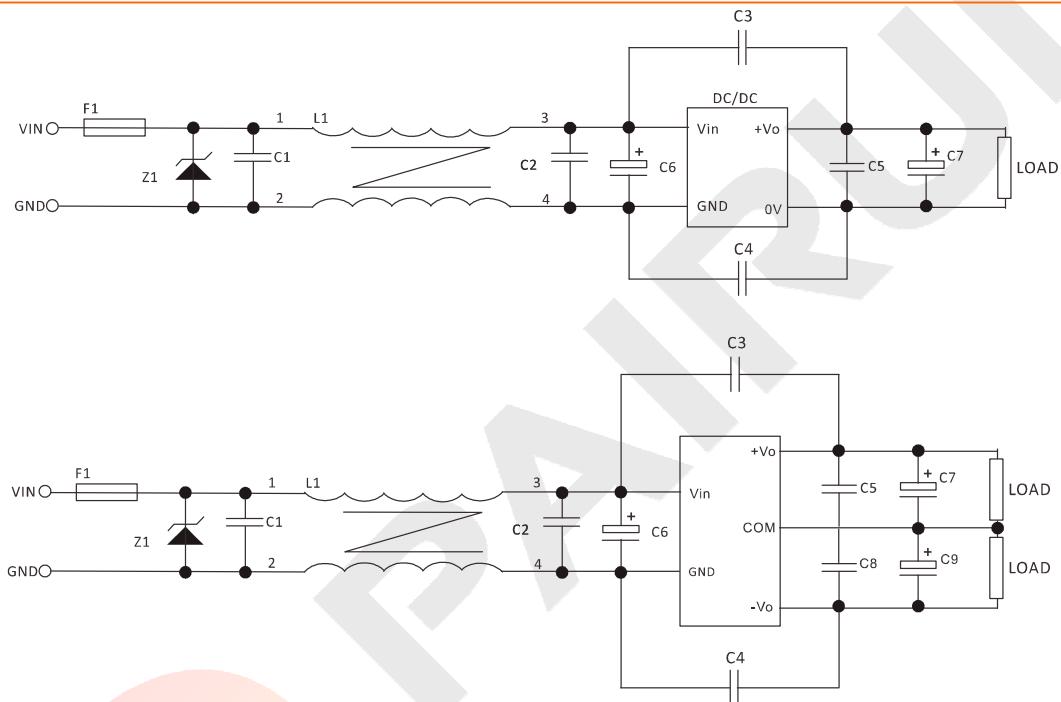 C3
F1
DC/DC
VIN
1
L1
3
Vin
+Vo
Z1
C1
C2
+
C6
C5
+
C7
LOAD
GND
2
4
GND
0V
C4
C3
F1
+Vo
VIN
1
L1
3
Vin
C5
+
C7
LOAD
Z1
C1
C2
+
C6
COM
GND
2
4
GND
C8
+
C9
LOAD
-Vo
C4
PAIRUI